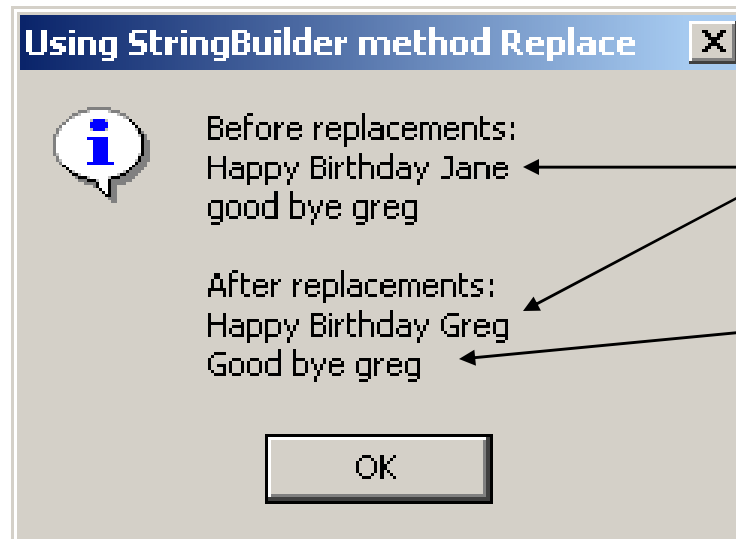 Using StringBuilder method Replace
Before replacements:
Happy Birthday Jane
good bye greg
After replacements:
Happy Birthday Greg
Good bye greg
OK